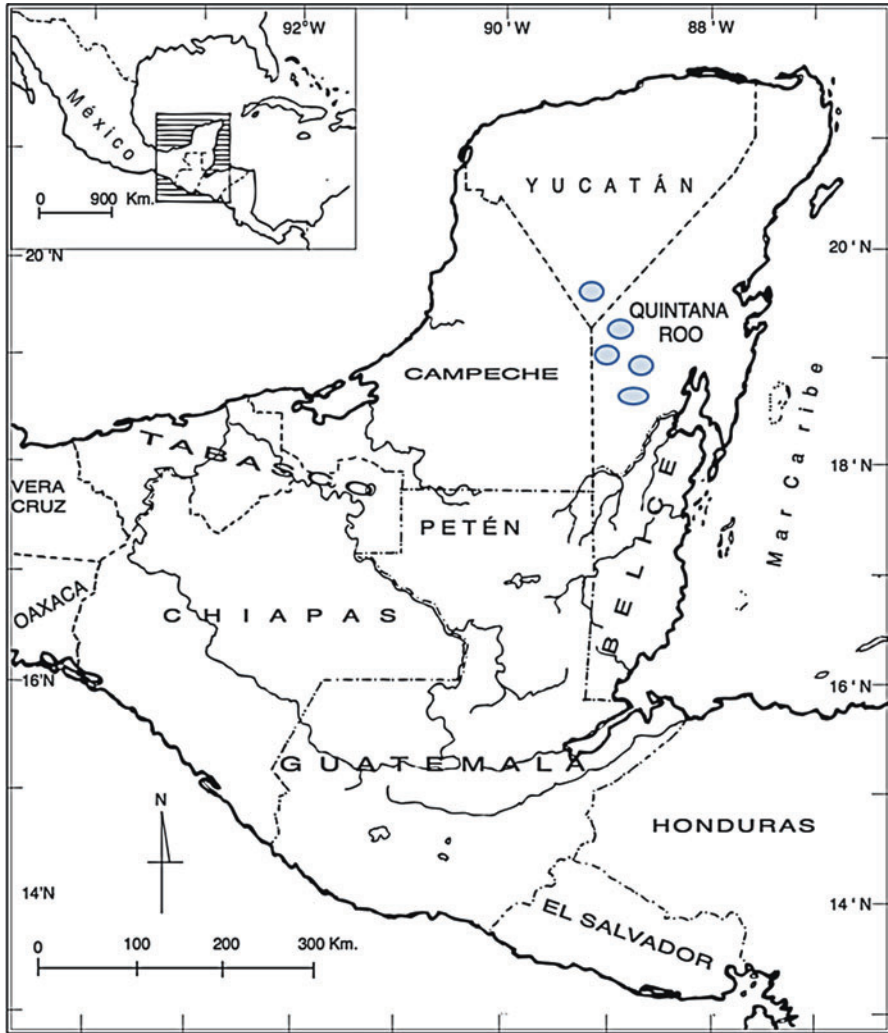 92°W
90°W
88°W
México
0 900 Km.
20 'N
20 'N
YUCATÁN
QUINTANA
ROO
CAMPECHE
Mar Caribe
TABASCO
18 'N
VERA
CRUZ
PETÉN
BELICE
OAXACA
CHIAPAS
16'N
16 'N
GUATEMALA
N
HONDURAS
14'N
14 'N
EL SALVADOR
0 100 200 300 Km.